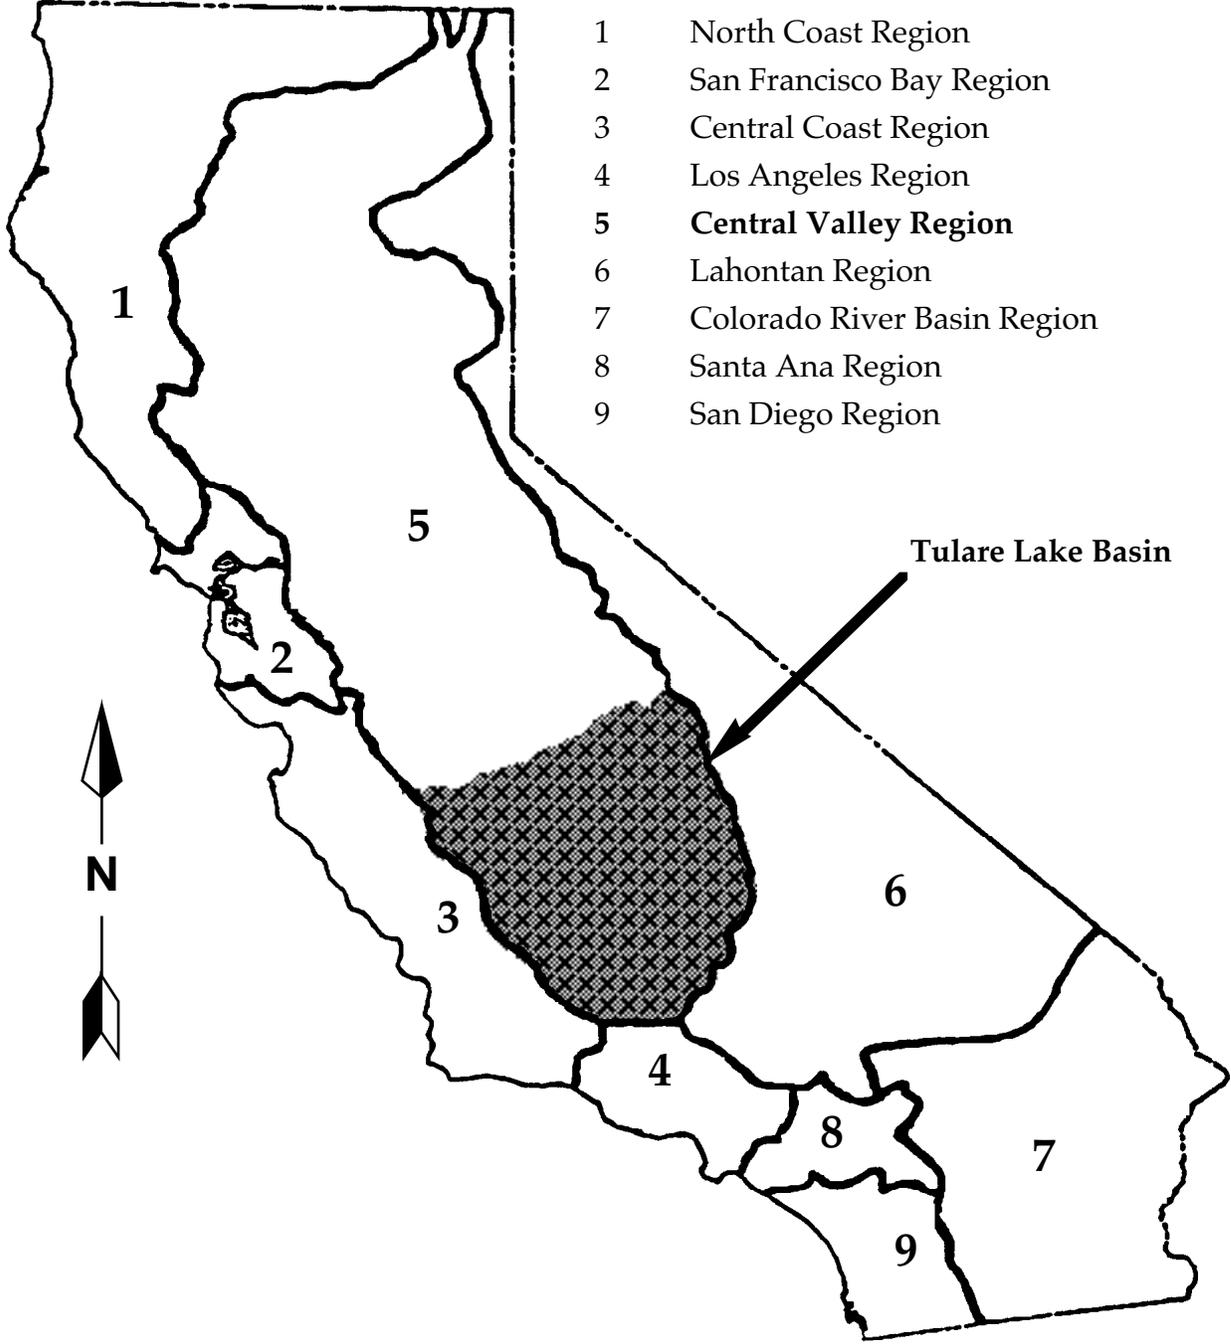 1 North Coast Region
2 San Francisco Bay Region
3 Central Coast Region
4 Los Angeles Region
5 Central Valley Region
6 Lahontan Region
7 Colorado River Basin Region
8 Santa Ana Region
9 San Diego Region
1
5
Tulare Lake Basin
2
N
3
6
4
8
7
9